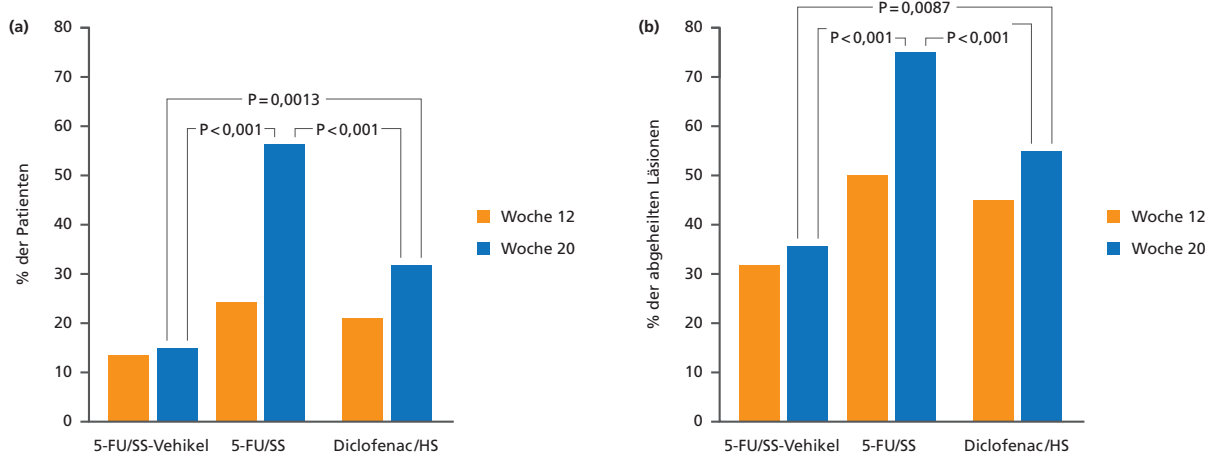 (a)
% der Patienten
80
70
60
50
40
30
20
10
0
P = 0,0013
P < 0,001
P < 0,001
5-FU/SS-Vehikel
5-FU/SS
Diclofenac/HS
Woche 12
Woche 20
(b)
% der abgeheilten Läsionen
80
70
60
50
40
30
20
10
0
P = 0,0087
P < 0,001
P < 0,001
5-FU/SS-Vehikel
5-FU/SS
Diclofenac/HS
Woche 12
Woche 20